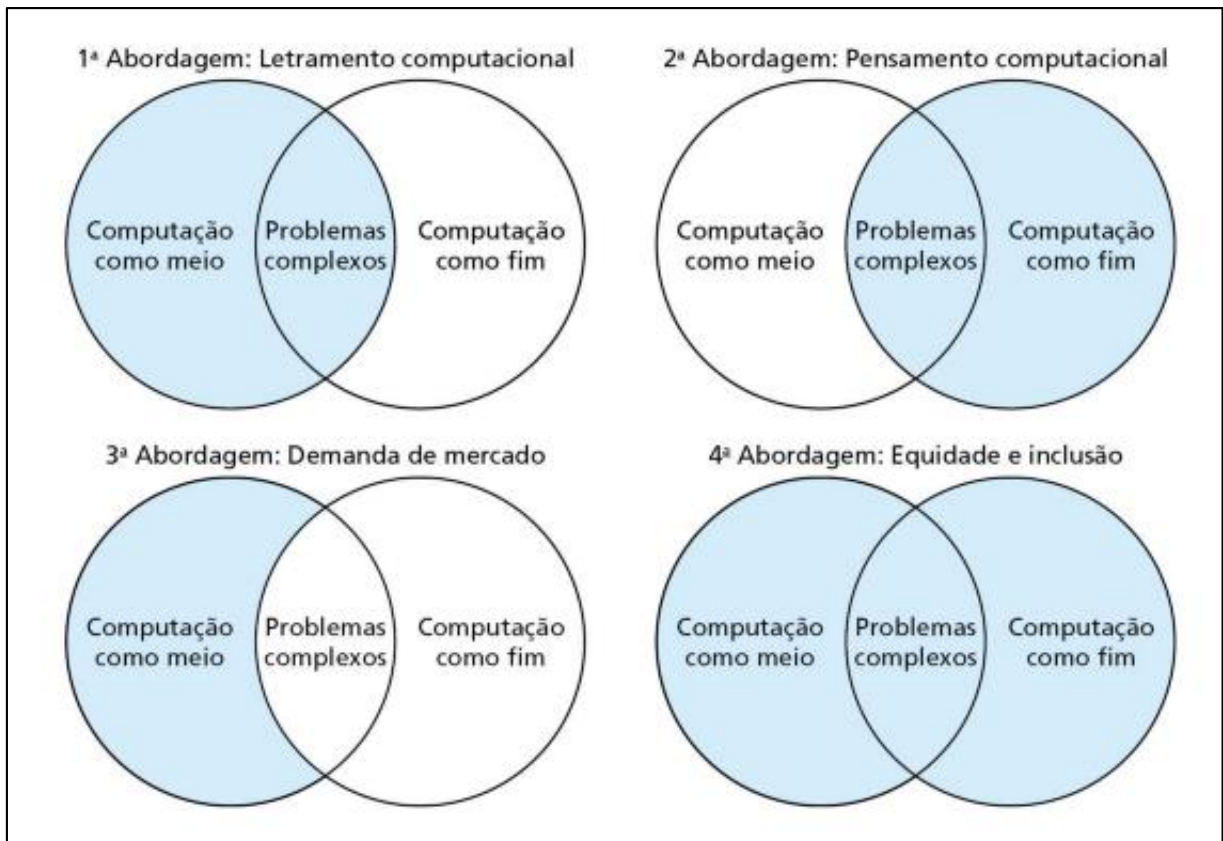 1ª Abordagem: Letramento computacional
Computação
como meio
Problemas
complexos
Computação
como fim
2ª Abordagem: Pensamento computacional
Computação
como meio
Problemas
complexos
Computação
como fim
3ª Abordagem: Demanda de mercado
Computação
como meio
Problemas
complexos
Computação
como fim
4ª Abordagem: Equidade e inclusão
Computação
como meio
Problemas
complexos
Computação
como fim